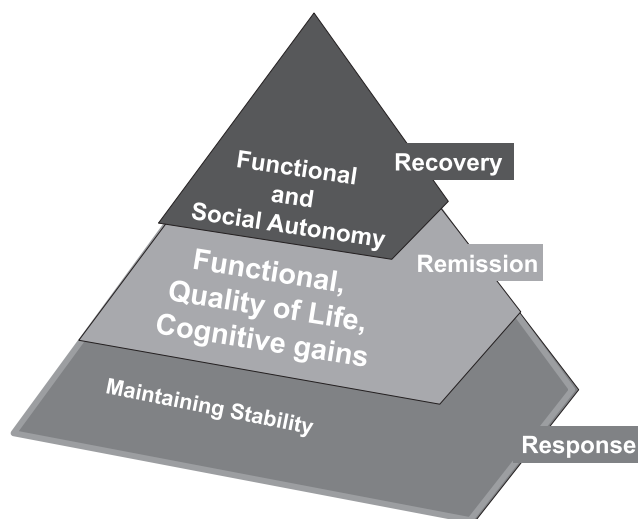 Functional
and
Social Autonomy
Recovery
Functional,
Quality of Life,
Cognitive gains
Remission
Maintaining Stability
Response